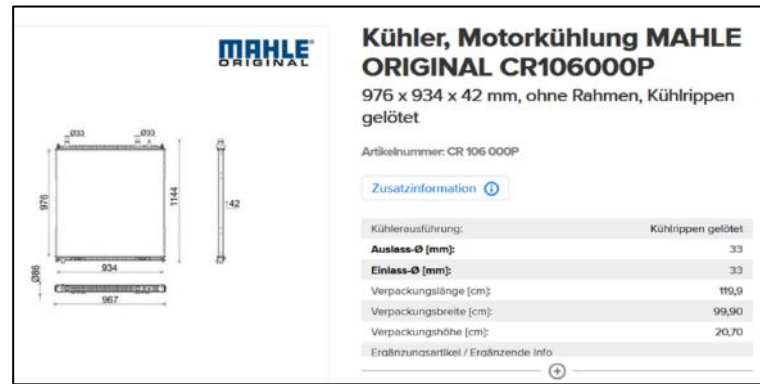 MAHLE
ORIGINAL
Ø33
Ø33
976
1144
42
934
Ø86
967
Kühler, Motorkühlung MAHLE
ORIGINAL CR106000P
976 x 934 x 42 mm, ohne Rahmen, Kühlrippen
gelötet
Artikelnummer: CR 106 000P
Zusatzinformation
Kühlerausführung: Kühlrippen gelötet
Auslass-Ø [mm]: 33
Einlass-Ø [mm]: 33
Verpackungslänge [cm]: 119,9
Verpackungsbreite [cm]: 99,90
Verpackungshöhe [cm]: 20,70
Ergänzungsartikel / Ergänzende Info